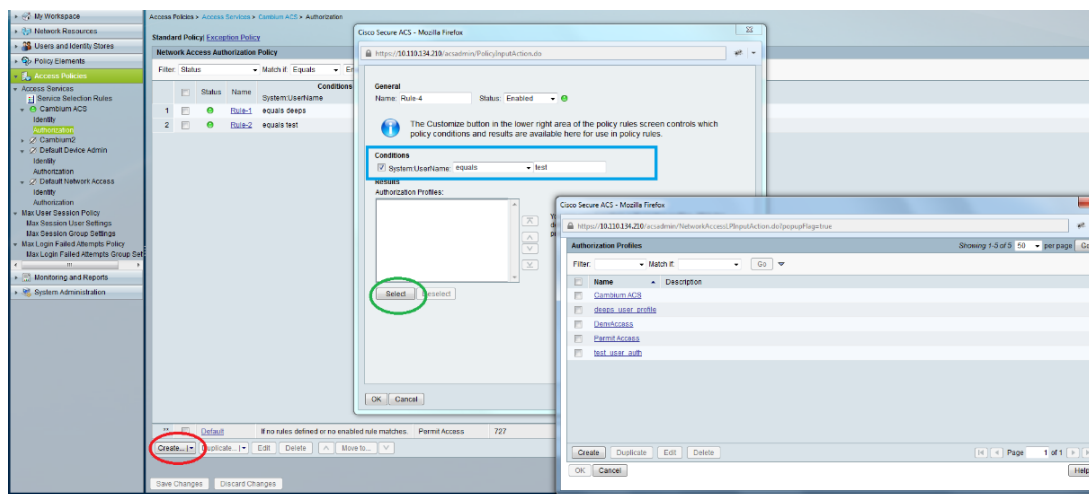 My Workspace
Network Resources
Users and Identity Stores
Policy Elements
Access Policies
Access Services
Service Selection Rules
Cambium ACS
Identity
Authorization
Cambium2
Default Device Admin
Identity
Authorization
Default Network Access
Identity
Authorization
Max User Session Policy
Max Session User Settings
Max Session Group Settings
Max Login Failed Attempts Policy
Max Login Failed Attempts Group Set
Monitoring and Reports
System Administration
Access Policies > Access Services > Cambium ACS > Authorization
Standard Policy| Exception Policy
Network Access Authorization Policy
Filter: Status Match if: Equals
Status Name Conditions
System:UserName
1 Rule-1 equals deeps
2 Rule-2 equals test
** Default If no rules defined or no enabled rule matches. Permit Access 727
Create... Duplicate... Edit Delete Move to...
Save Changes Discard Changes
Cisco Secure ACS - Mozilla Firefox
https://10.110.134.210/acsadmin/PolicyInputAction.do
General
Name: Rule-4 Status: Enabled
The Customize button in the lower right area of the policy rules screen controls which
policy conditions and results are available here for use in policy rules.
Conditions
System:UserName: equals test
Results
Authorization Profiles:
Select Deselect
OK Cancel
Cisco Secure ACS - Mozilla Firefox
https://10.110.134.210/acsadmin/NetworkAccessLPInputAction.do?popupFlag=true
Authorization Profiles Showing 1-5 of 5 50 per page Go
Filter: Match if: Go
Name Description
Cambium ACS
deeps_user_profile
DenyAccess
Permit Access
test_user_auth
Create Duplicate Edit Delete Page 1 of 1
OK Cancel Help